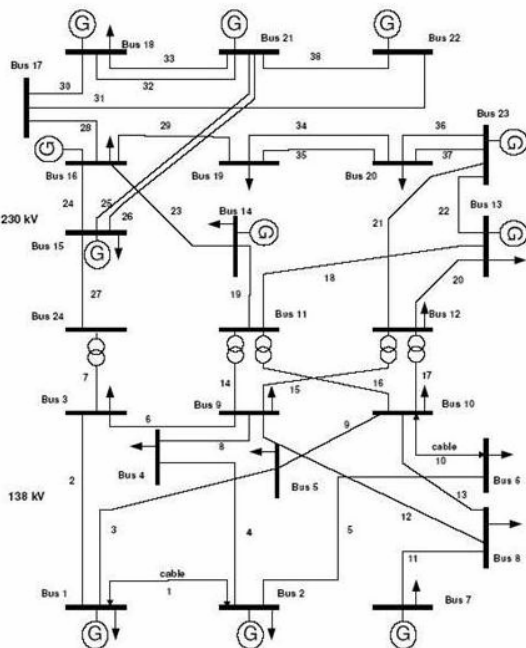 G
G
G
Bus 18
Bus 21
Bus 22
33
38
Bus 17
30
32
31
Bus 23
28
29
34
36
G
G
35
37
Bus 16
Bus 19
Bus 20
24
25
26
23
Bus 14
21
22
Bus 13
230 kV
G
G
Bus 15
G
18
20
27
19
Bus 24
Bus 11
Bus 12
7
14
15
16
17
Bus 3
Bus 9
Bus 10
6
8
9
cable
10
Bus 4
Bus 5
Bus 6
2
13
138 kV
3
4
5
12
Bus 8
cable
11
Bus 1
1
Bus 2
Bus 7
G
G
G